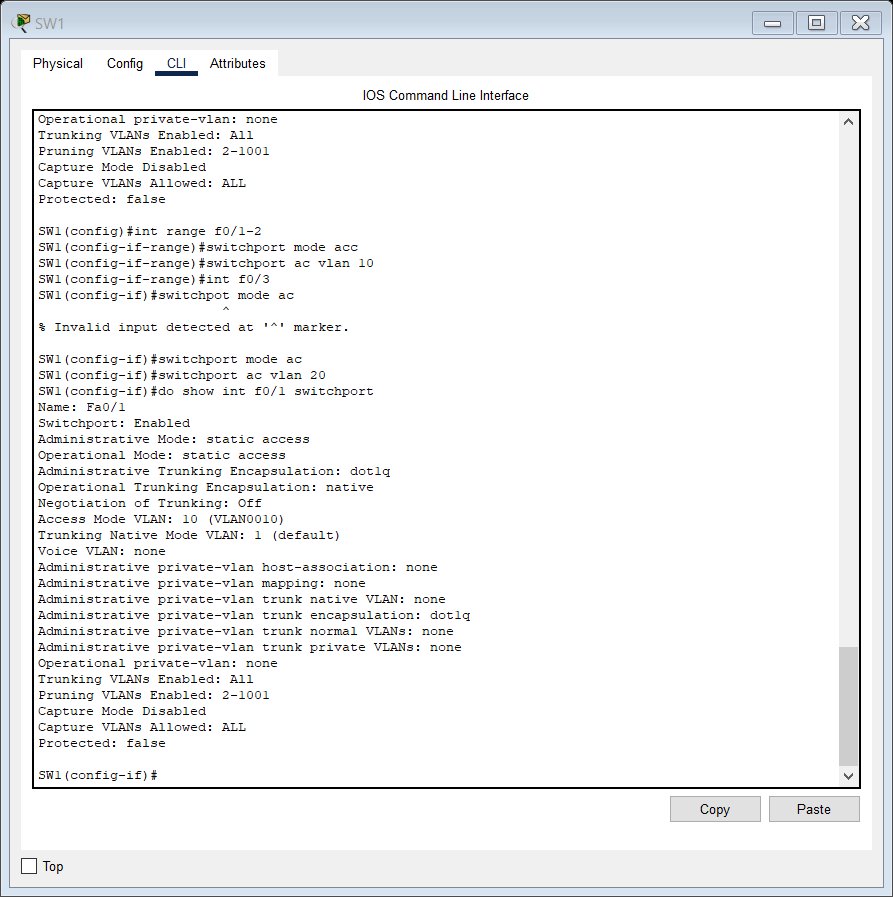 SW1
Physical Config CLI Attributes
IOS Command Line Interface
Operational private-vlan: none
Trunking VLANs Enabled: All
Pruning VLANs Enabled: 2-1001
Capture Mode Disabled
Capture VLANs Allowed: ALL
Protected: false
SW1(config)#int range f0/1-2
SW1(config-if-range)#switchport mode acc
SW1(config-if-range)#switchport ac vlan 10
SW1(config-if-range)#int f0/3
SW1(config-if)#switchpot mode ac
^
% Invalid input detected at '^' marker.
SW1(config-if)#switchport mode ac
SW1(config-if)#switchport ac vlan 20
SW1(config-if)#do show int f0/1 switchport
Name: Fa0/1
Switchport: Enabled
Administrative Mode: static access
Operational Mode: static access
Administrative Trunking Encapsulation: dot1q
Operational Trunking Encapsulation: native
Negotiation of Trunking: Off
Access Mode VLAN: 10 (VLAN0010)
Trunking Native Mode VLAN: 1 (default)
Voice VLAN: none
Administrative private-vlan host-association: none
Administrative private-vlan mapping: none
Administrative private-vlan trunk native VLAN: none
Administrative private-vlan trunk encapsulation: dot1q
Administrative private-vlan trunk normal VLANs: none
Administrative private-vlan trunk private VLANs: none
Operational private-vlan: none
Trunking VLANs Enabled: All
Pruning VLANs Enabled: 2-1001
Capture Mode Disabled
Capture VLANs Allowed: ALL
Protected: false
SW1(config-if)#
Copy Paste
Top